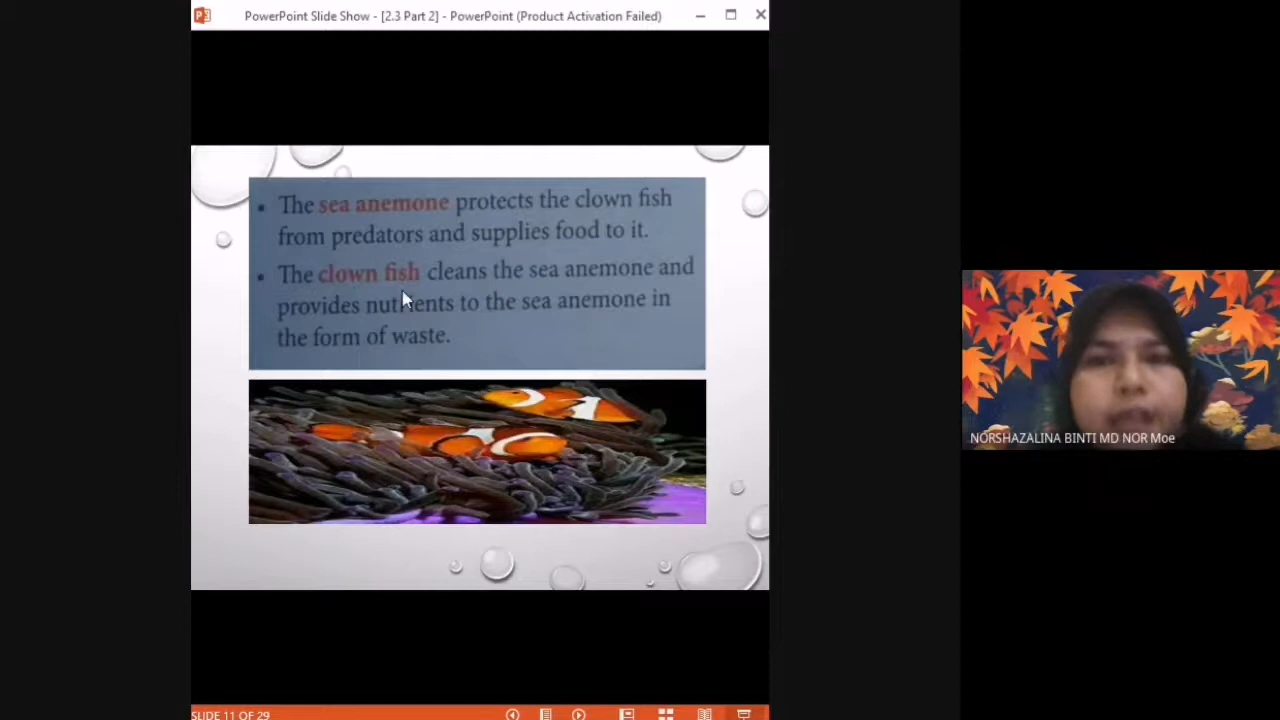 PowerPoint Slide Show - [2.3 Part 2] - PowerPoint (Product Activation Failed)
• The sea anemone protects the clown fish
from predators and supplies food to it.
• The clown fish cleans the sea anemone and
provides nutrients to the sea anemone in
the form of waste.
NORSHAZALINA BINTI MD NOR Moe
SLIDE 11 OF 29